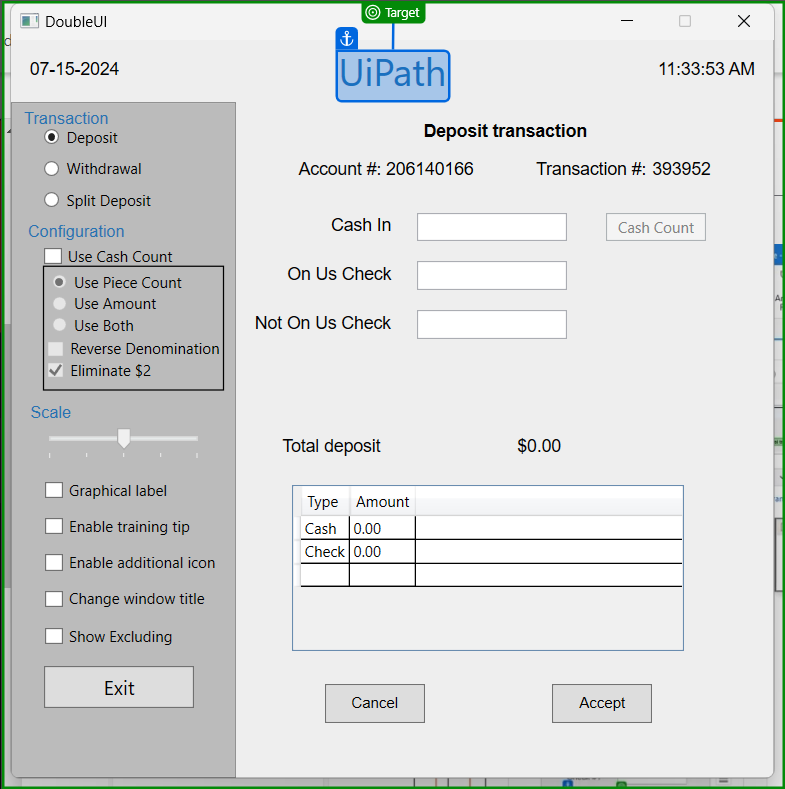 Target
DoubleUI
07-15-2024
UiPath
11:33:53 AM
Transaction
Deposit
Withdrawal
Split Deposit
Configuration
Use Cash Count
Use Piece Count
Use Amount
Use Both
Reverse Denomination
Eliminate $2
Scale
Graphical label
Enable training tip
Enable additional icon
Change window title
Show Excluding
Exit
Deposit transaction
Account #: 206140166 Transaction #: 393952
Cash In
Cash Count
On Us Check
Not On Us Check
Total deposit $0.00
Type Amount
Cash 0.00
Check 0.00
Cancel Accept